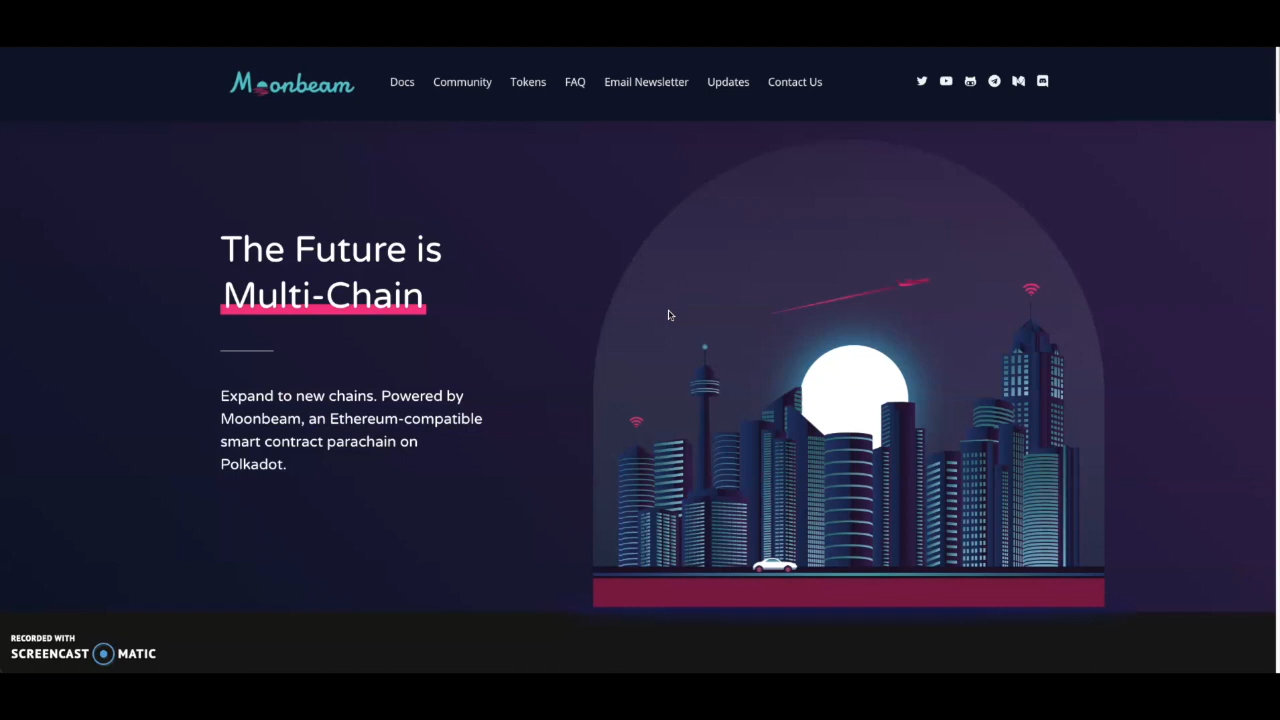 Moonbeam
Docs Community Tokens FAQ Email Newsletter Updates Contact Us
The Future is
Multi-Chain
Expand to new chains. Powered by
Moonbeam, an Ethereum-compatible
smart contract parachain on
Polkadot.
RECORDED WITH
SCREENCAST MATIC